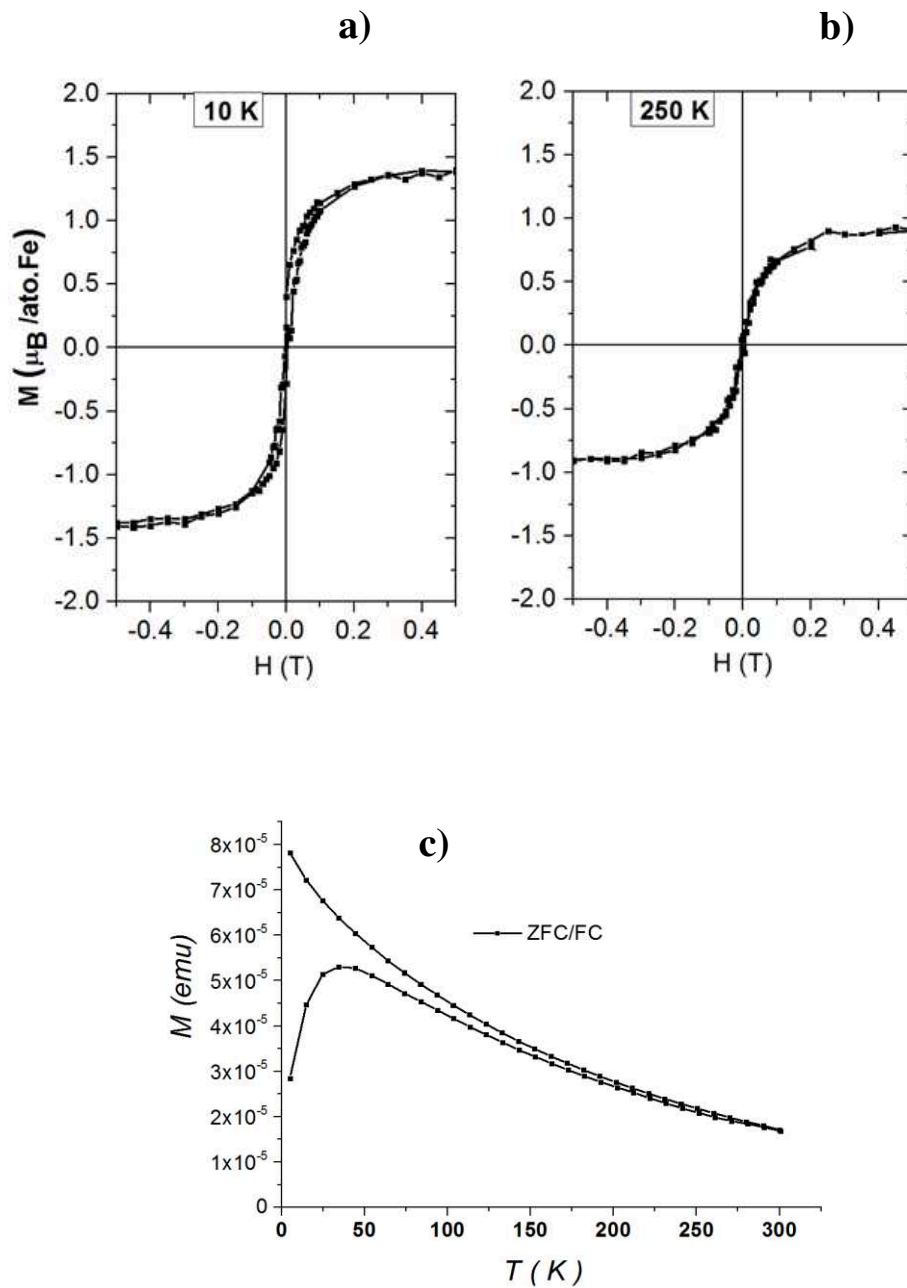 a)
b)
10 K
250 K
M (μB /ato.Fe)
2.0
1.5
1.0
0.5
0.0
-0.5
-1.0
-1.5
-2.0
-0.4 -0.2 0.0 0.2 0.4
H (T)
2.0
1.5
1.0
0.5
0.0
-0.5
-1.0
-1.5
-2.0
-0.4 -0.2 0.0 0.2 0.4
H (T)
c)
ZFC/FC
M (emu)
8x10⁻⁵
7x10⁻⁵
6x10⁻⁵
5x10⁻⁵
4x10⁻⁵
3x10⁻⁵
2x10⁻⁵
1x10⁻⁵
0
0 50 100 150 200 250 300
T ( K )